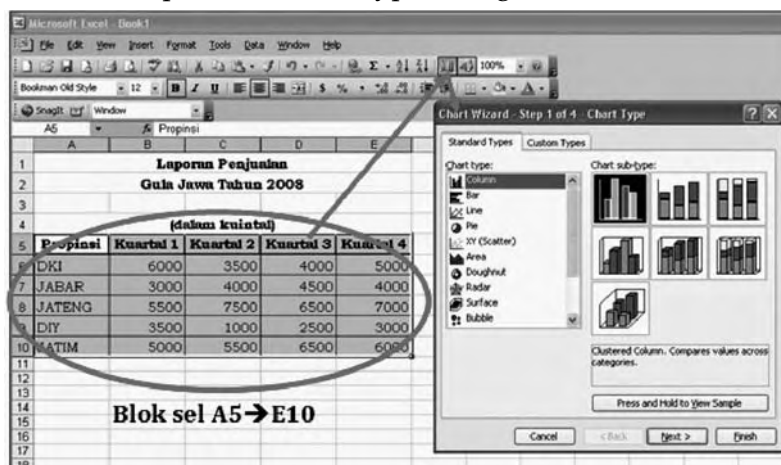 Microsoft Excel - Book1
File Edit View Insert Format Tools Data Window Help
100%
Bookman Old Style 12 B I U $ %
SnagIt Window
A5 fx Propinsi
A B C D E
1 Laporan Penjualan
2 Gula Jawa Tahun 2008
3
4 (dalam kuintal)
5 Propinsi Kuartal 1 Kuartal 2 Kuartal 3 Kuartal 4
6 DKI 6000 3500 4000 5000
7 JABAR 3000 4000 4500 4000
8 JATENG 5500 7500 6500 7000
9 DIY 3500 1000 2500 3000
10 JATIM 5000 5500 6500 6000
11
12
13
14
15
16
17
Blok sel A5➔E10
Chart Wizard - Step 1 of 4 - Chart Type
Standard Types Custom Types
Chart type:
Column
Bar
Line
Pie
XY (Scatter)
Area
Doughnut
Radar
Surface
Bubble
Chart sub-type:
Clustered Column. Compares values across
categories.
Press and Hold to View Sample
Cancel < Back Next > Finish